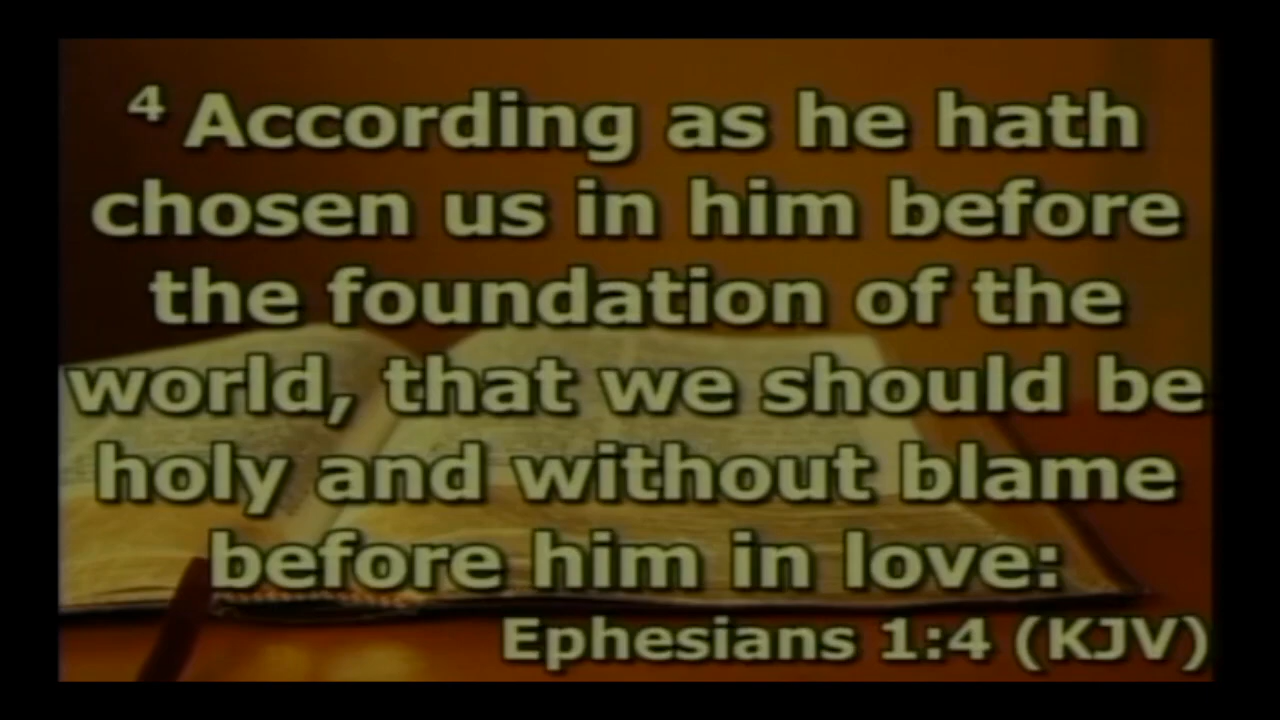 4 According as he hath
chosen us in him before
the foundation of the
world, that we should be
holy and without blame
before him in love:
Ephesians 1:4 (KJV)